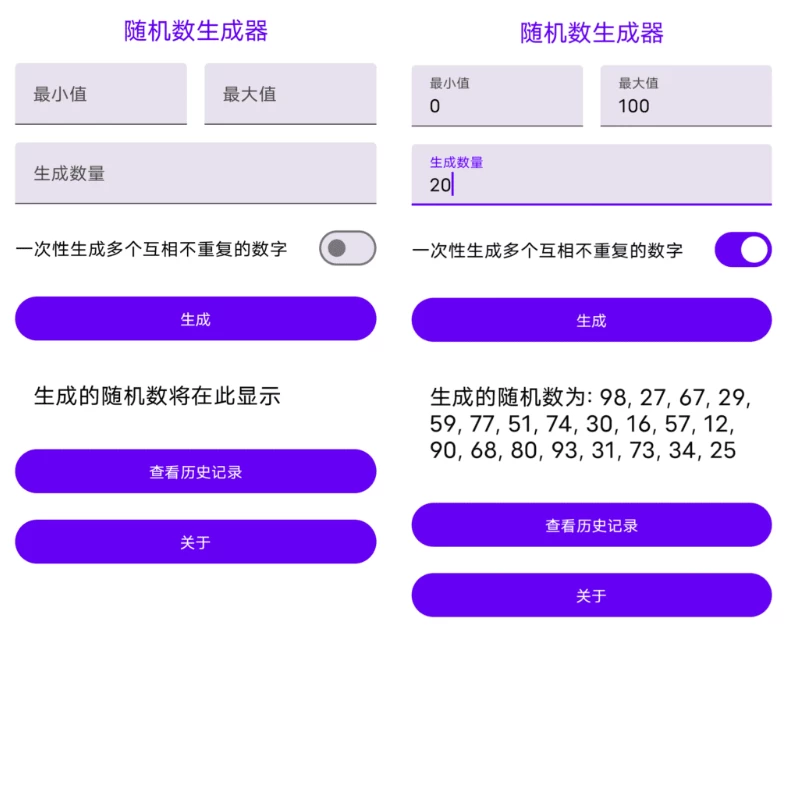 随机数生成器
最小值
最大值
生成数量
一次性生成多个互相不重复的数字
生成
生成的随机数将在此显示
查看历史记录
关于
随机数生成器
最小值
0
最大值
100
生成数量
20
一次性生成多个互相不重复的数字
生成
生成的随机数为: 98, 27, 67, 29,
59, 77, 51, 74, 30, 16, 57, 12,
90, 68, 80, 93, 31, 73, 34, 25
查看历史记录
关于